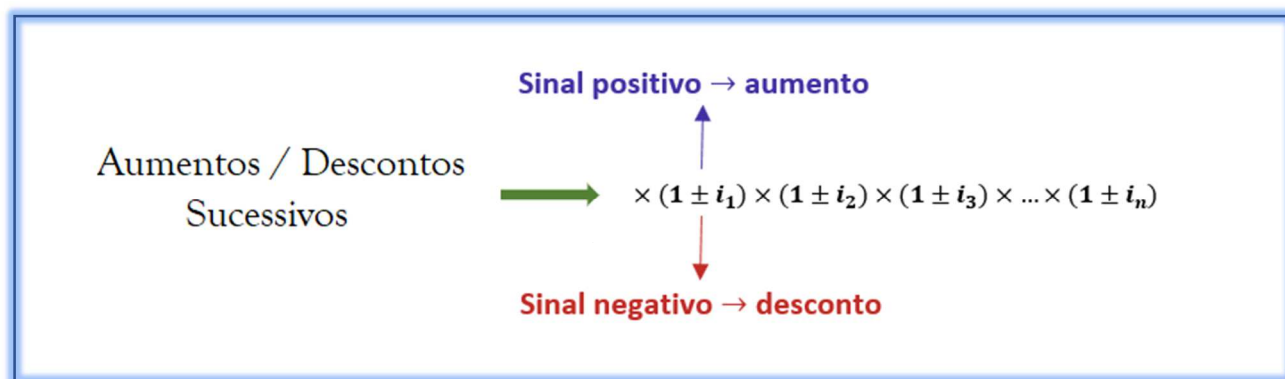 Sinal positivo → aumento
Aumentos / Descontos
Sucessivos
× (1 ± i₁) × (1 ± i₂) × (1 ± i₃) × … × (1 ± iₙ)
Sinal negativo → desconto